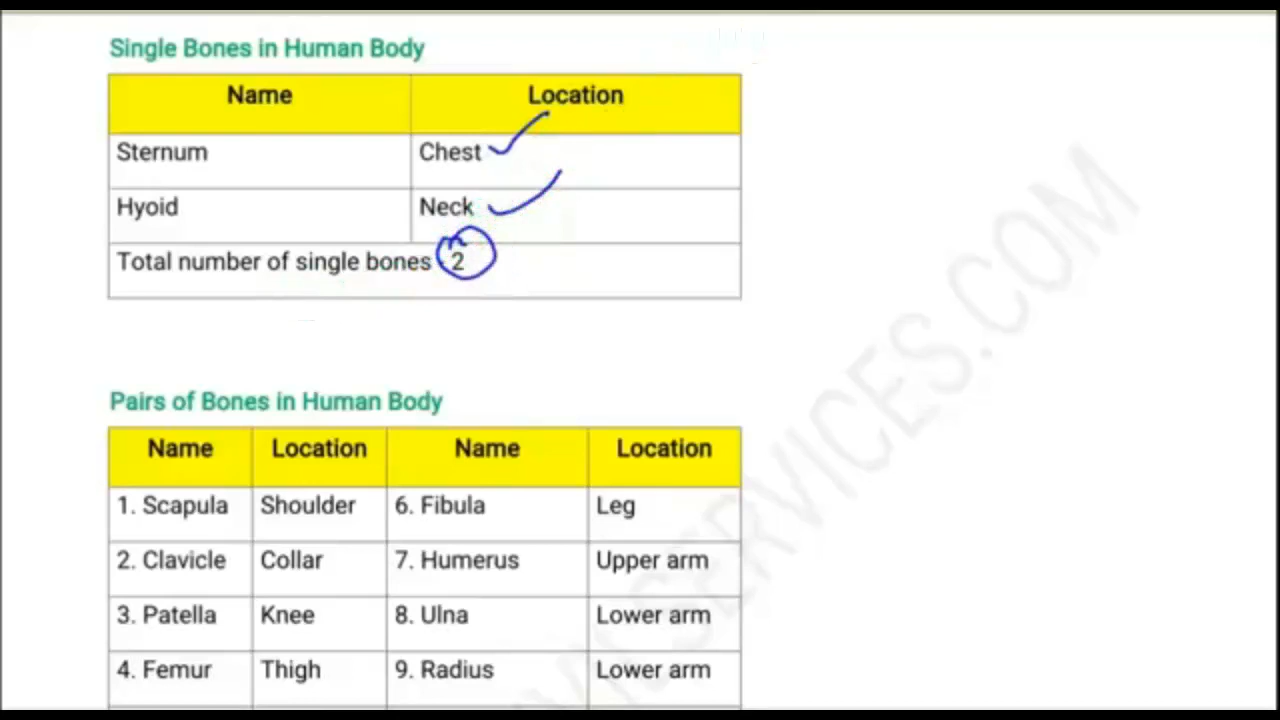 Single Bones in Human Body
Name Location
Sternum Chest
Hyoid Neck
Total number of single bones 2
Pairs of Bones in Human Body
Name Location Name Location
1. Scapula Shoulder 6. Fibula Leg
2. Clavicle Collar 7. Humerus Upper arm
3. Patella Knee 8. Ulna Lower arm
4. Femur Thigh 9. Radius Lower arm
VICSERVICES.COM